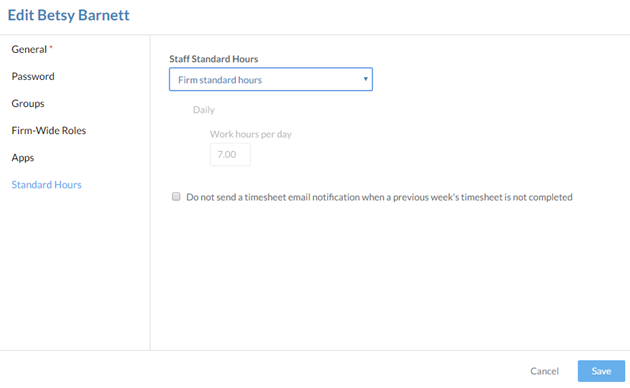 Edit Betsy Barnett
General *
Password
Groups
Firm-Wide Roles
Apps
Standard Hours
Staff Standard Hours
Firm standard hours
Daily
Work hours per day
7.00
Do not send a timesheet email notification when a previous week's timesheet is not completed
Cancel
Save